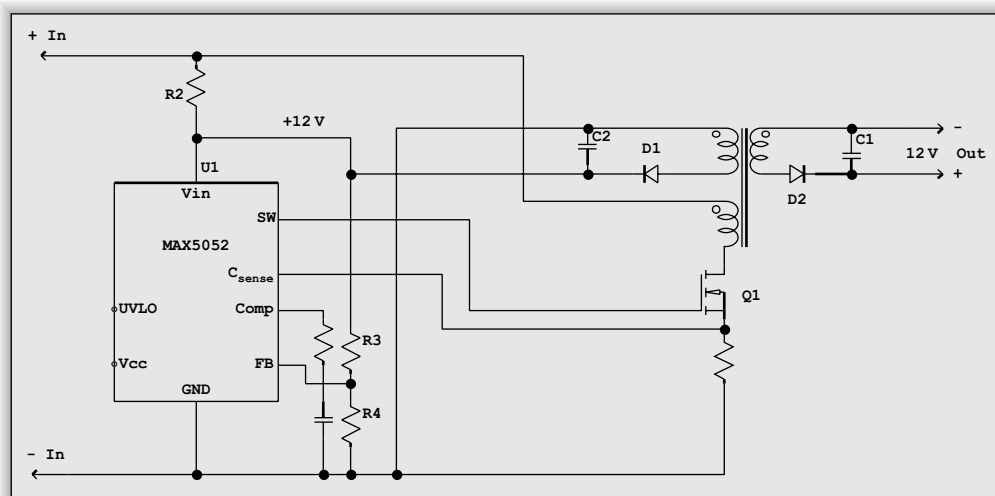 + In
R2
+12 V
U1
Vin
SW
MAX5052
Csense
Comp
UVLO
Vcc
FB
GND
R3
R4
- In
C2
D1
C1
D2
-
12 V Out
+
Q1